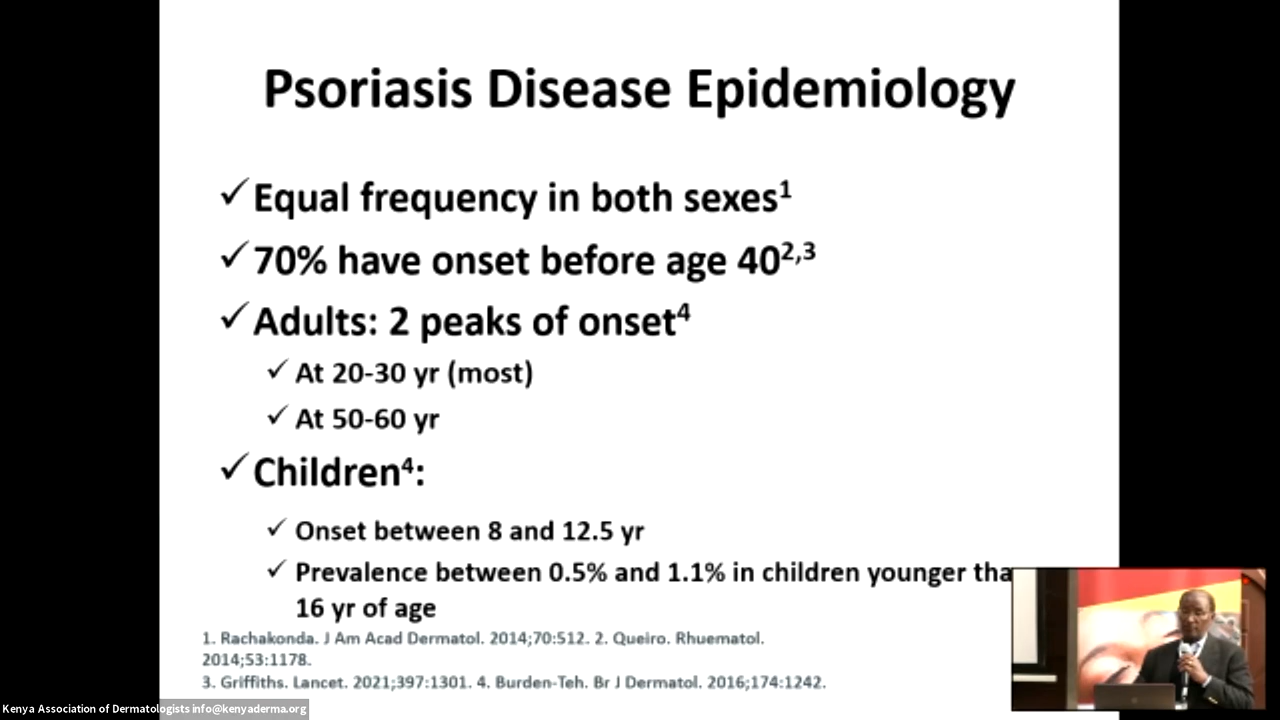 Psoriasis Disease Epidemiology
✓ Equal frequency in both sexes¹
✓ 70% have onset before age 40²,³
✓ Adults: 2 peaks of onset⁴
✓ At 20-30 yr (most)
✓ At 50-60 yr
✓ Children⁴:
✓ Onset between 8 and 12.5 yr
✓ Prevalence between 0.5% and 1.1% in children younger tha
16 yr of age
1. Rachakonda. J Am Acad Dermatol. 2014;70:512. 2. Queiro. Rhuematol.
2014;53:1178.
3. Griffiths. Lancet. 2021;397:1301. 4. Burden-Teh. Br J Dermatol. 2016;174:1242.
Kenya Association of Dermatologists info@kenyaderma.org